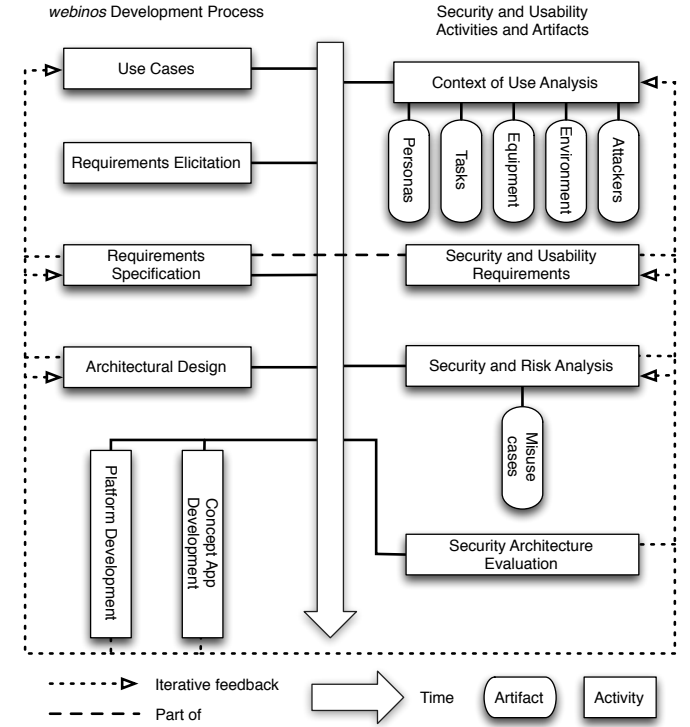 webinos Development Process
Security and Usability
Activities and Artifacts
Use Cases
Context of Use Analysis
Personas
Tasks
Equipment
Environment
Attackers
Requirements Elicitation
Requirements
Specification
Security and Usability
Requirements
Architectural Design
Security and Risk Analysis
Misuse
cases
Platform Development
Concept App
Development
Security Architecture
Evaluation
Iterative feedback
Part of
Time
Artifact
Activity